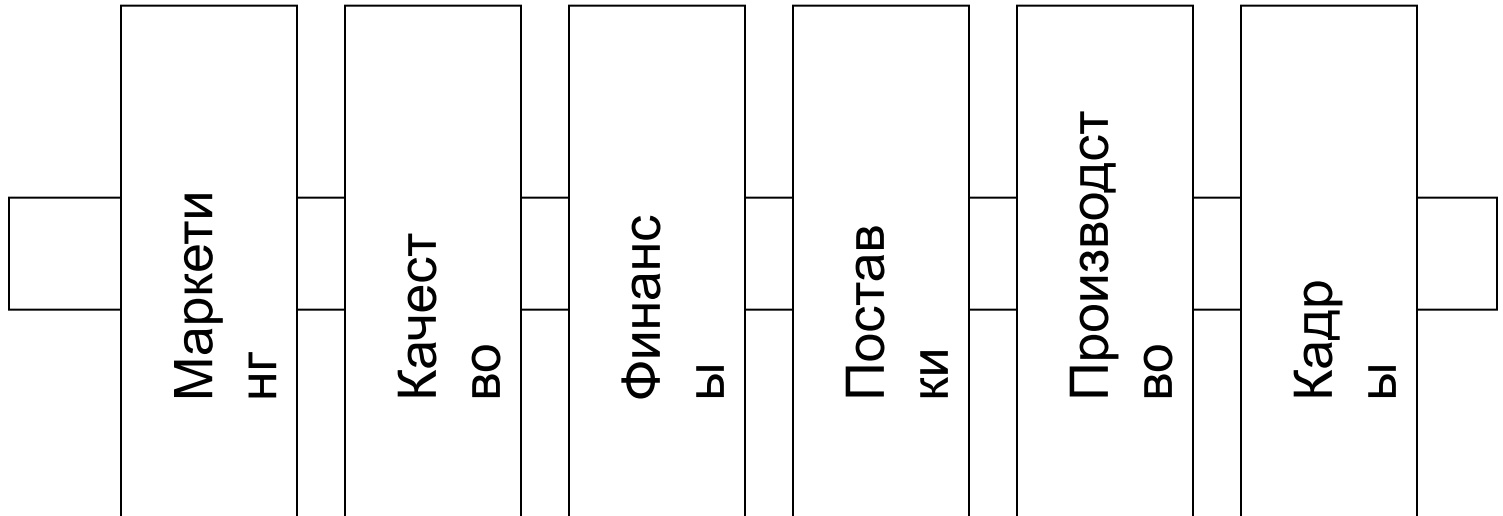 Маркети
нг
Качест
во
Финанс
ы
Постав
ки
Производст
во
Кадр
ы